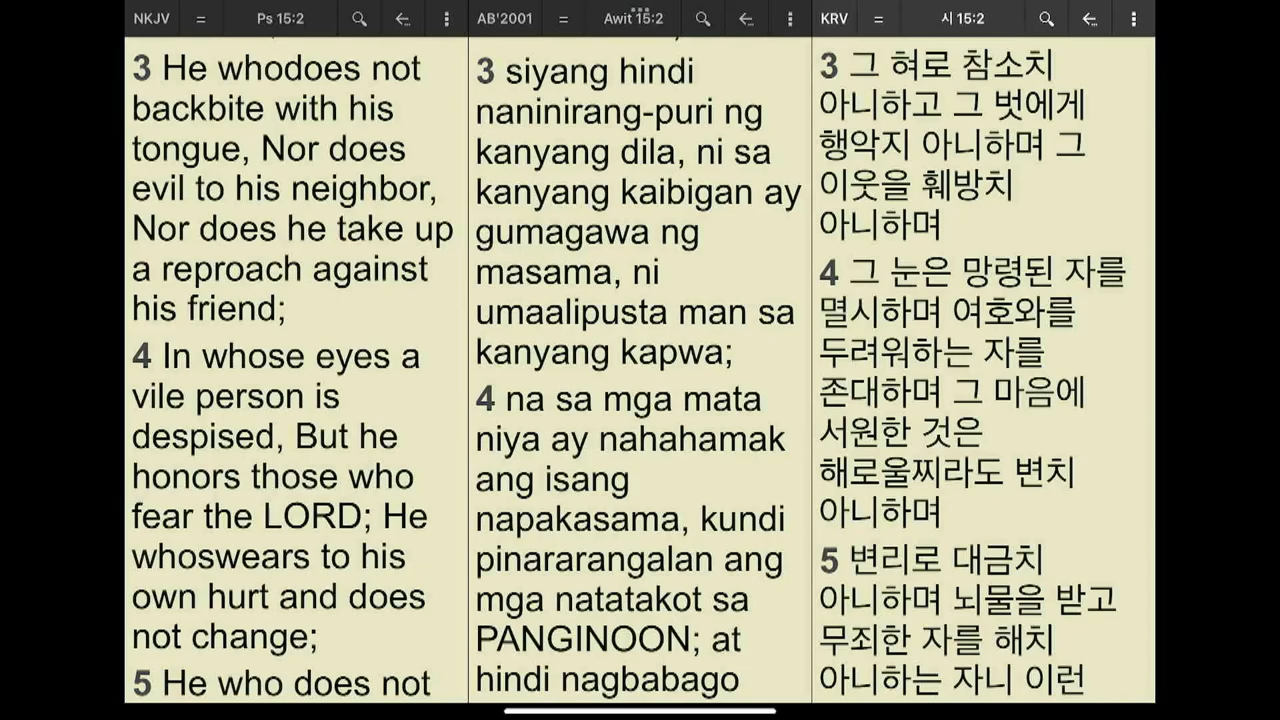 NKJV = Ps 15:2
3 He whodoes not
backbite with his
tongue, Nor does
evil to his neighbor,
Nor does he take up
a reproach against
his friend;
4 In whose eyes a
vile person is
despised, But he
honors those who
fear the LORD; He
whoswears to his
own hurt and does
not change;
5 He who does not
AB'2001 = Awit 15:2
3 siyang hindi
naninirang-puri ng
kanyang dila, ni sa
kanyang kaibigan ay
gumagawa ng
masama, ni
umaalipusta man sa
kanyang kapwa;
4 na sa mga mata
niya ay nahahamak
ang isang
napakasama, kundi
pinararangalan ang
mga natatakot sa
PANGINOON; at
hindi nagbabago
KRV = 시 15:2
3 그 혀로 참소치
아니하고 그 벗에게
행악지 아니하며 그
이웃을 훼방치
아니하며
4 그 눈은 망령된 자를
멸시하며 여호와를
두려워하는 자를
존대하며 그 마음에
서원한 것은
해로울찌라도 변치
아니하며
5 변리로 대금치
아니하며 뇌물을 받고
무죄한 자를 해치
아니하는 자니 이런